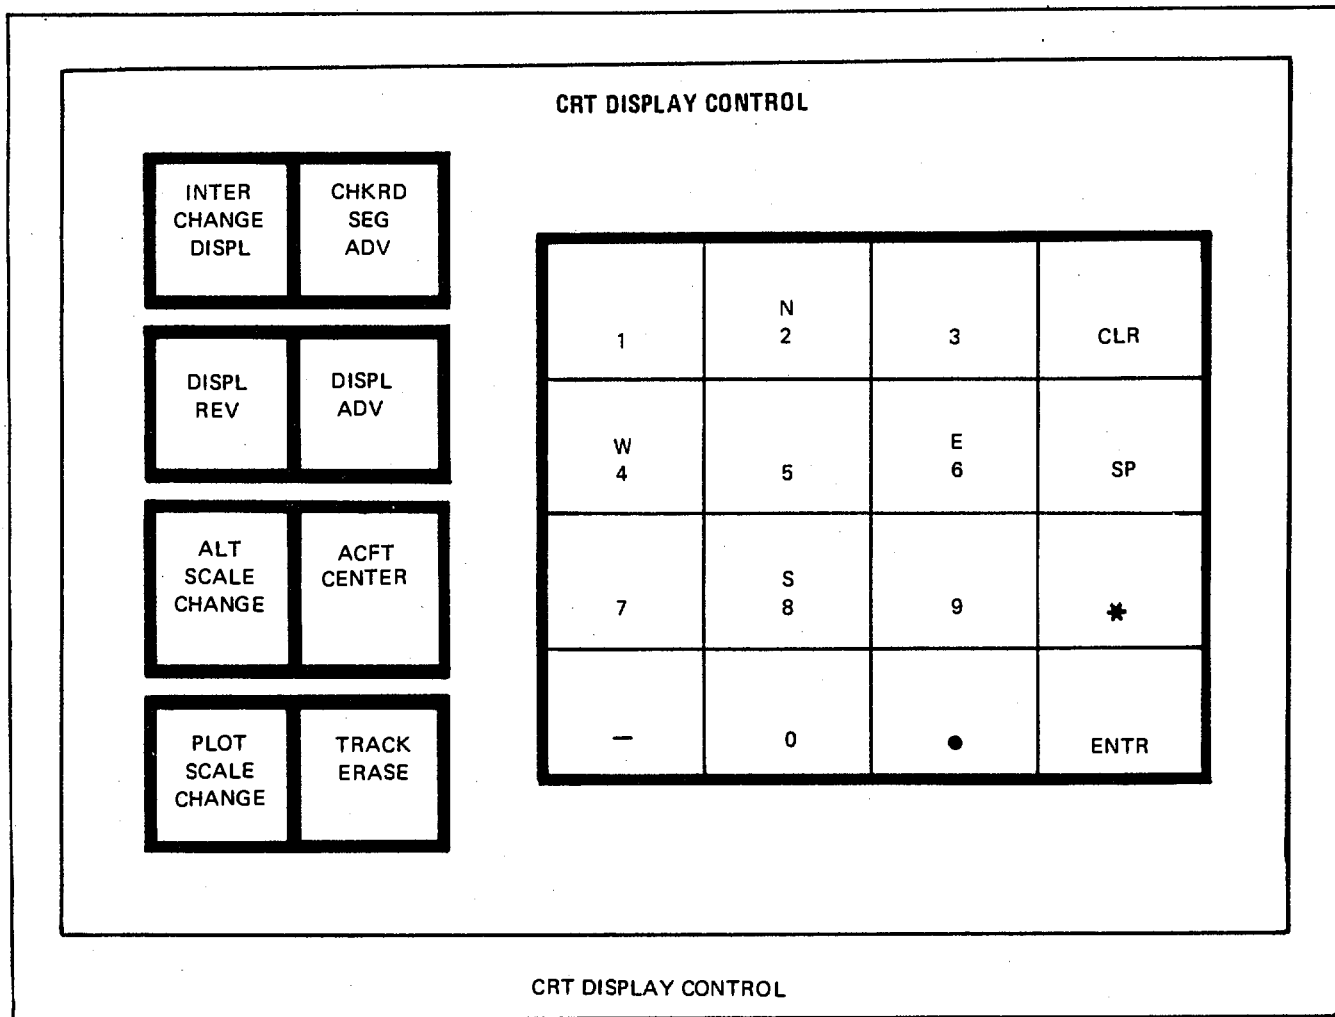 CRT DISPLAY CONTROL
INTER
CHANGE
DISPL
CHKRD
SEG
ADV
DISPL
REV
DISPL
ADV
ALT
SCALE
CHANGE
ACFT
CENTER
PLOT
SCALE
CHANGE
TRACK
ERASE
1
N
2
3
CLR
W
4
5
E
6
SP
7
S
8
9
*
—
0
●
ENTR
CRT DISPLAY CONTROL